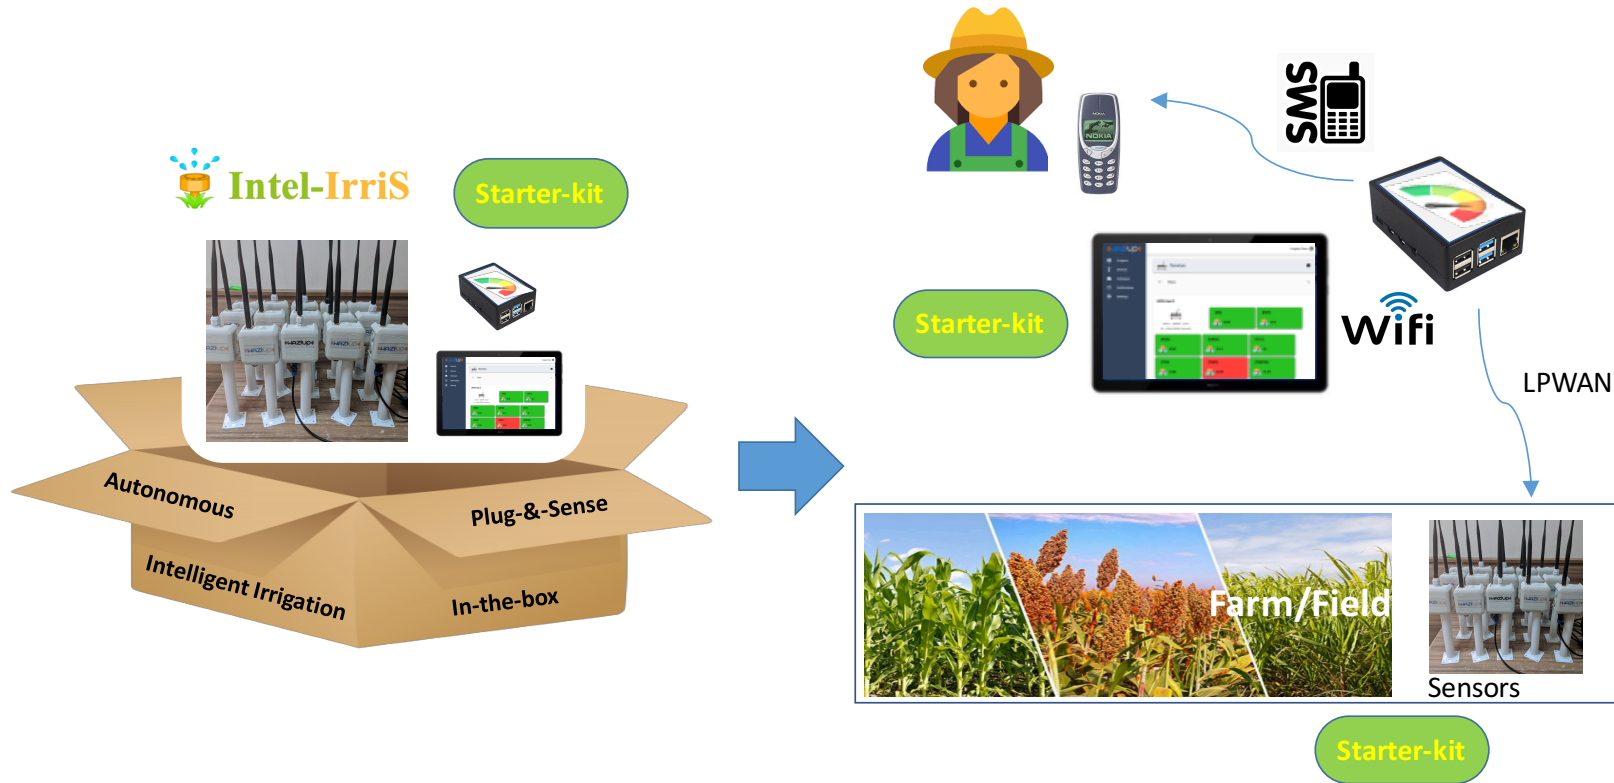 Intel-IrriS
Starter-kit
Autonomous
Plug-&-Sense
Intelligent Irrigation
In-the-box
SMS
NOKIA
Starter-kit
Wifi
LPWAN
Farm/Field
Sensors
Starter-kit